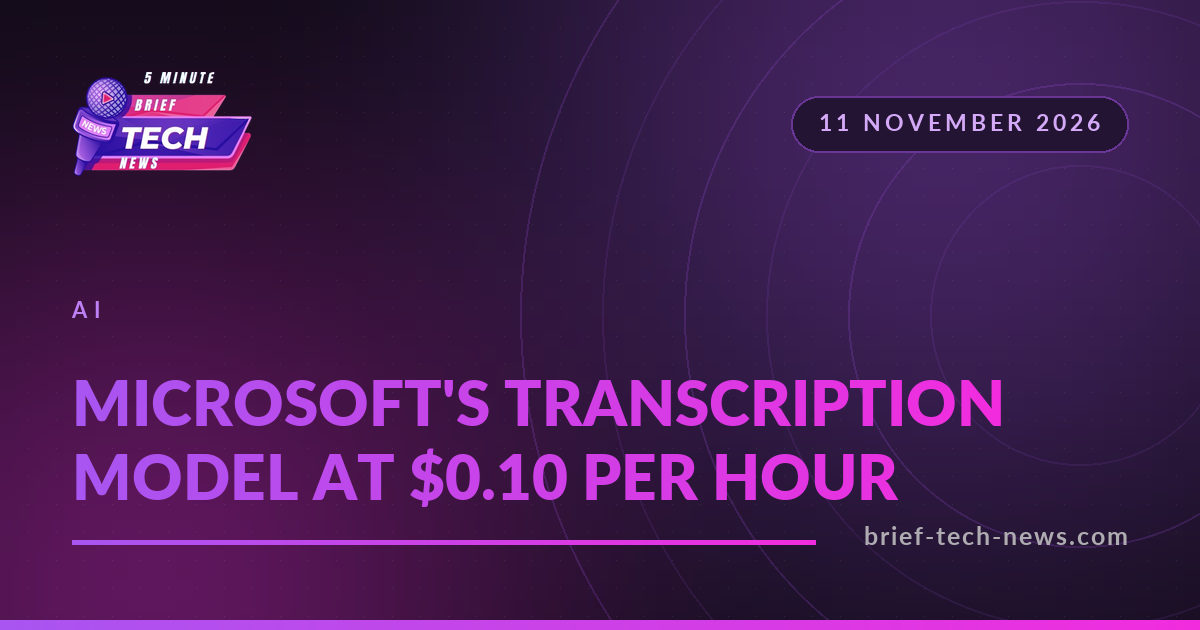 5 MINUTE
BRIEF
NEWS
TECH
NEWS
11 NOVEMBER 2026
AI
MICROSOFT'S TRANSCRIPTION
MODEL AT $0.10 PER HOUR
brief-tech-news.com